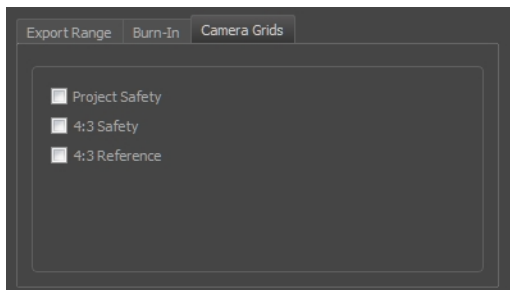 Export Range Burn-In Camera Grids
Project Safety
4:3 Safety
4:3 Reference